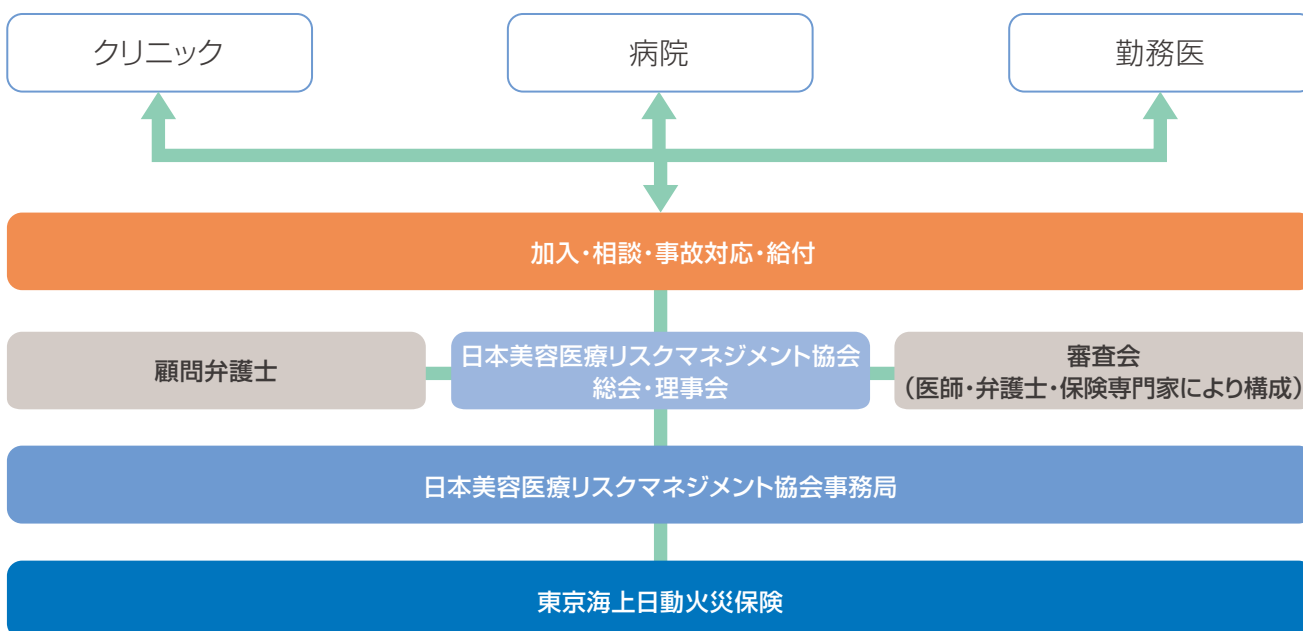 クリニック
病院
勤務医
加入・相談・事故対応・給付
顧問弁護士
日本美容医療リスクマネジメント協会
総会・理事会
審査会
（医師・弁護士・保険専門家により構成）
日本美容医療リスクマネジメント協会事務局
東京海上日動火災保険